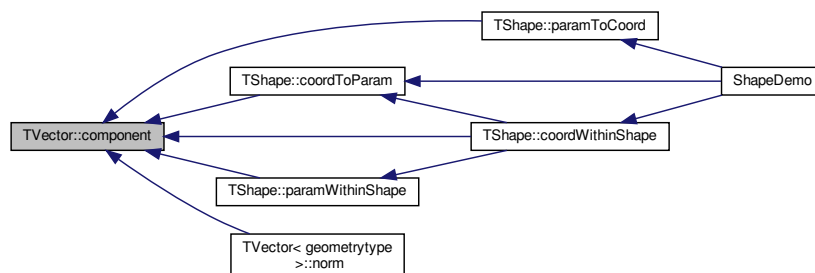 TShape::paramToCoord
TShape::coordToParam
ShapeDemo
TVector::component
TShape::coordWithinShape
TShape::paramWithinShape
TVector< geometrytype
>::norm